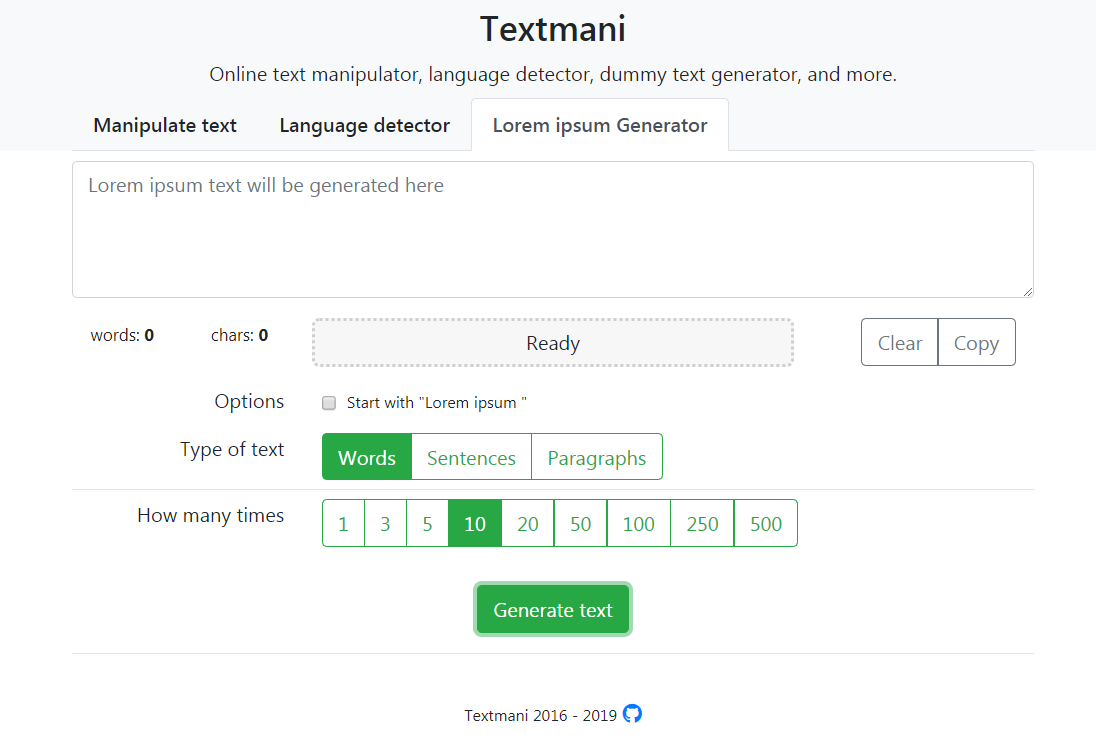 Textmani
Online text manipulator, language detector, dummy text generator, and more.
Manipulate text Language detector Lorem ipsum Generator
Lorem ipsum text will be generated here
words: 0 chars: 0 Ready Clear Copy
Options Start with "Lorem ipsum "
Type of text Words Sentences Paragraphs
How many times 1 3 5 10 20 50 100 250 500
Generate text
Textmani 2016 - 2019